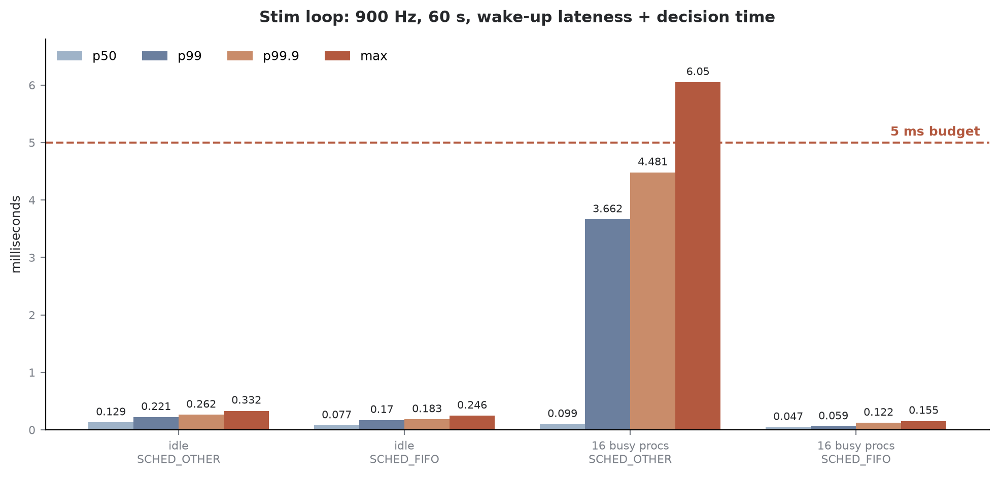 Stim loop: 900 Hz, 60 s, wake-up lateness + decision time
p50
p99
p99.9
max
milliseconds
6
5
4
3
2
1
0
5 ms budget
0.129
0.221
0.262
0.332
0.077
0.17
0.183
0.246
0.099
3.662
4.481
6.05
0.047
0.059
0.122
0.155
idle
SCHED_OTHER
idle
SCHED_FIFO
16 busy procs
SCHED_OTHER
16 busy procs
SCHED_FIFO